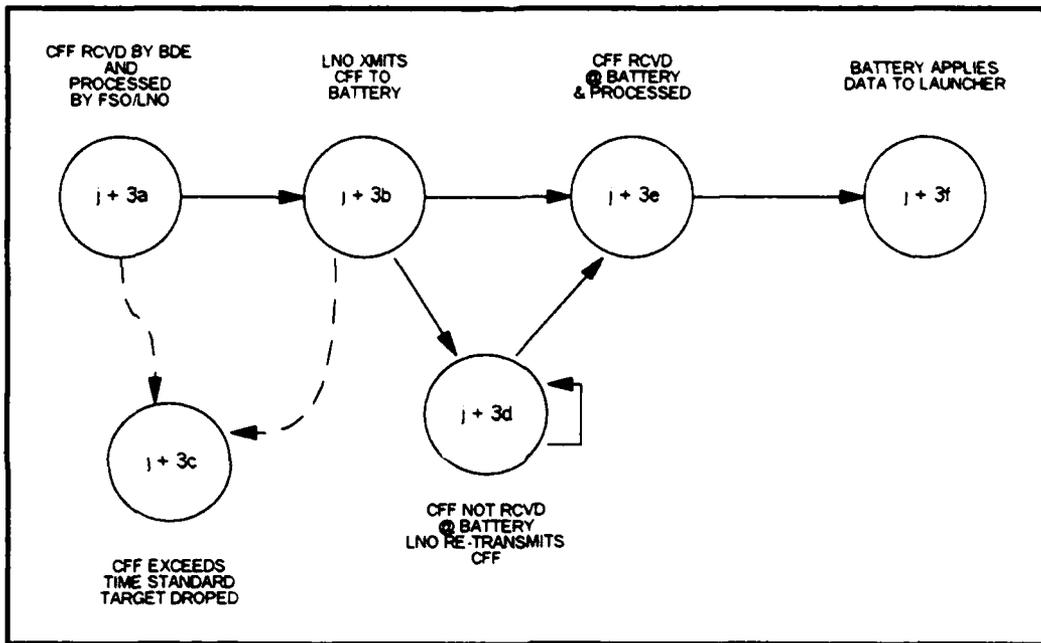 CFF RCVD BY BDE
AND
PROCESSED
BY FSO/LNO
LNO XMITS
CFF TO
BATTERY
CFF RCVD
@ BATTERY
& PROCESSED
BATTERY APPLIES
DATA TO LAUNCHER
j + 3a
j + 3b
j + 3e
j + 3f
j + 3d
j + 3c
CFF NOT RCVD
@ BATTERY
LNO RE-TRANSMITS
CFF
CFF EXCEEDS
TIME STANDARD
TARGET DROPED